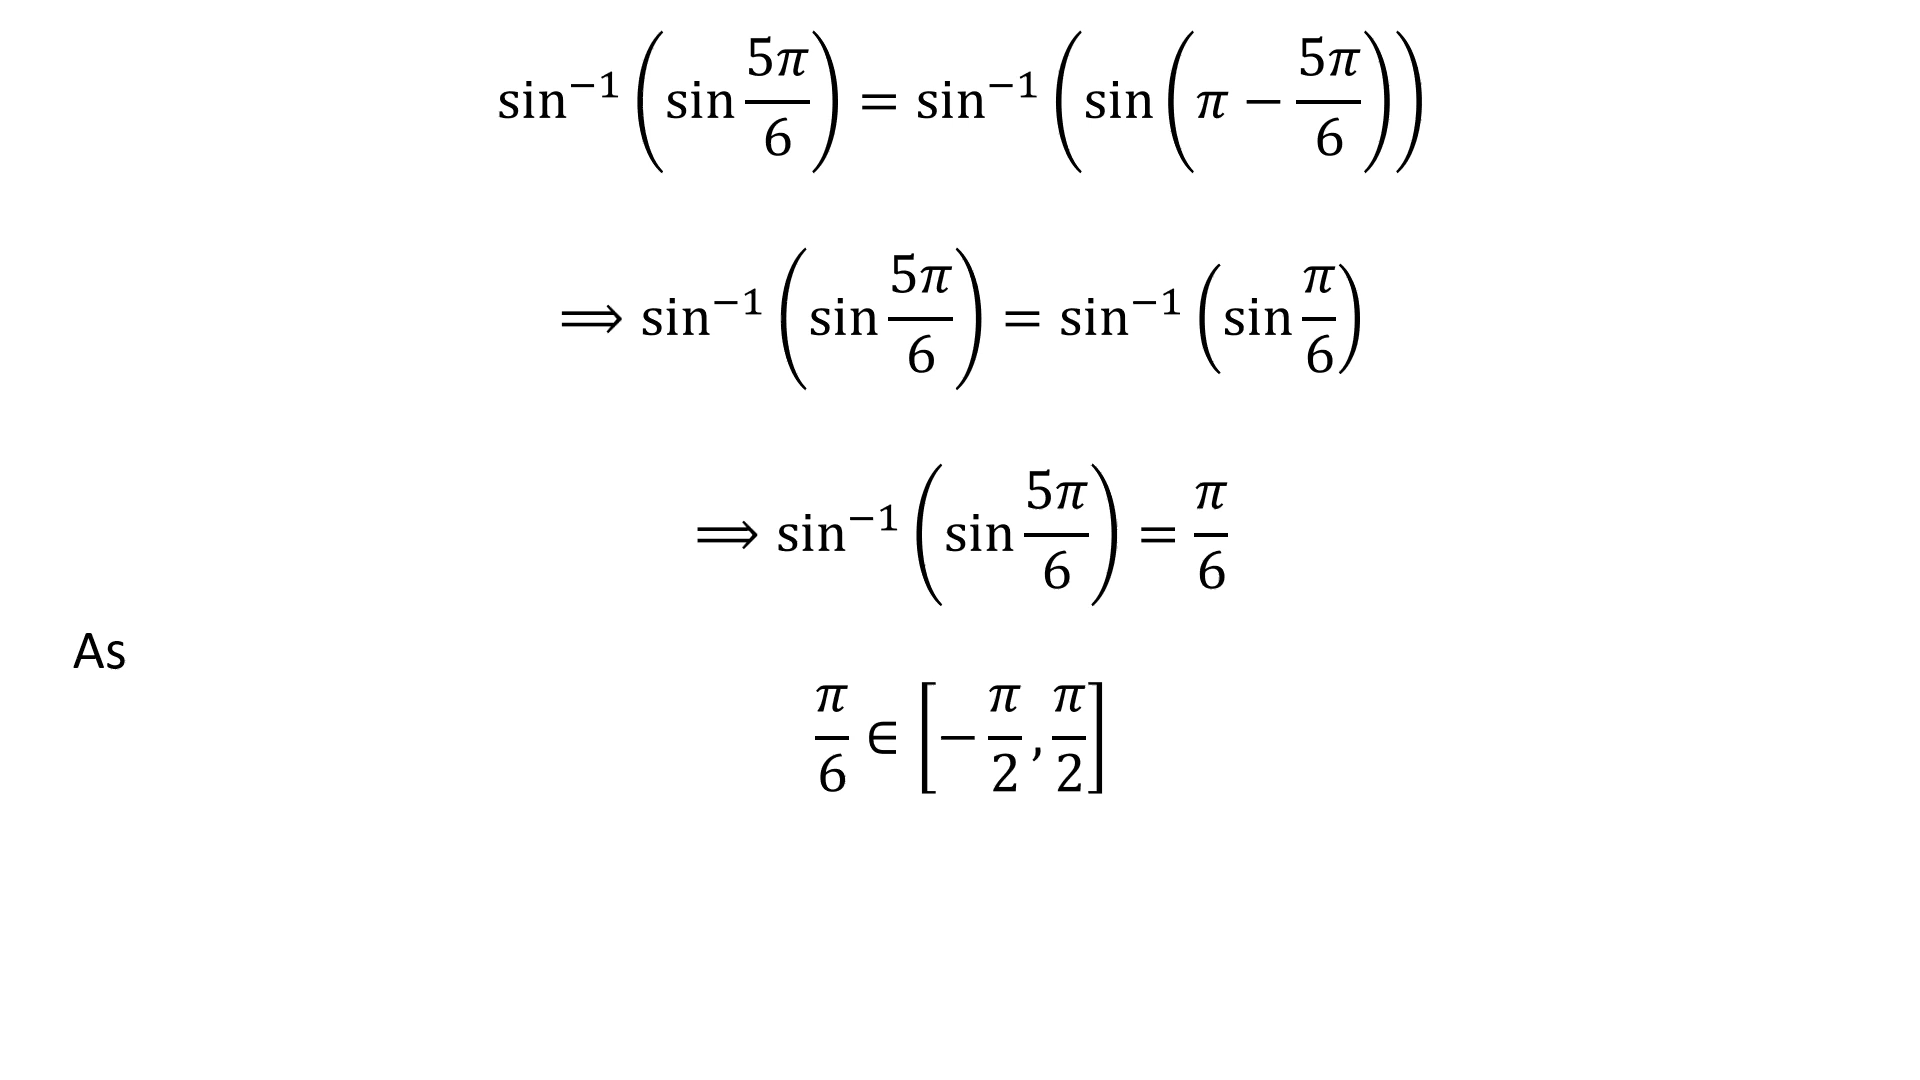 sin⁻¹(sin 5π/6) = sin⁻¹(sin(π − 5π/6))
⟹ sin⁻¹(sin 5π/6) = sin⁻¹(sin π/6)
⟹ sin⁻¹(sin 5π/6) = π/6
As
π/6 ∈ [−π/2, π/2]